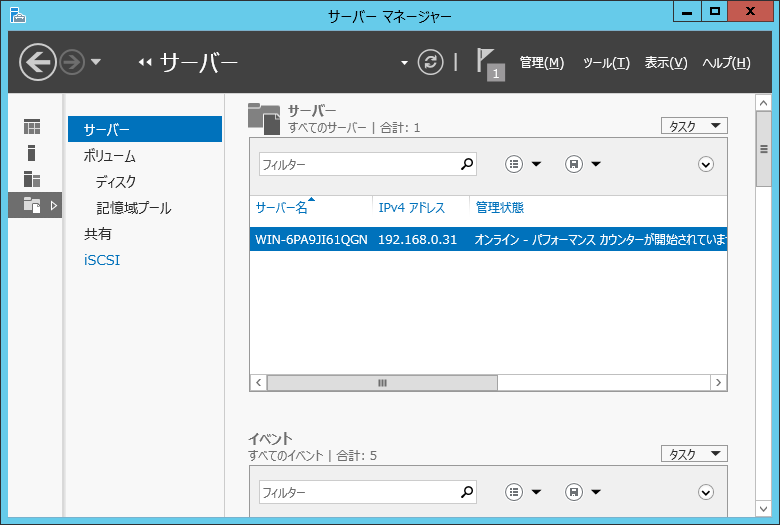 サーバー マネージャー
サーバー
1
管理(M) ツール(T) 表示(V) ヘルプ(H)
サーバー
ボリューム
ディスク
記憶域プール
共有
iSCSI
サーバー
すべてのサーバー | 合計: 1
タスク
フィルター
サーバー名 IPv4 アドレス 管理状態
WIN-6PA9JI61QGN 192.168.0.31 オンライン - パフォーマンス カウンターが開始されていま
イベント
すべてのイベント | 合計: 5
タスク
フィルター